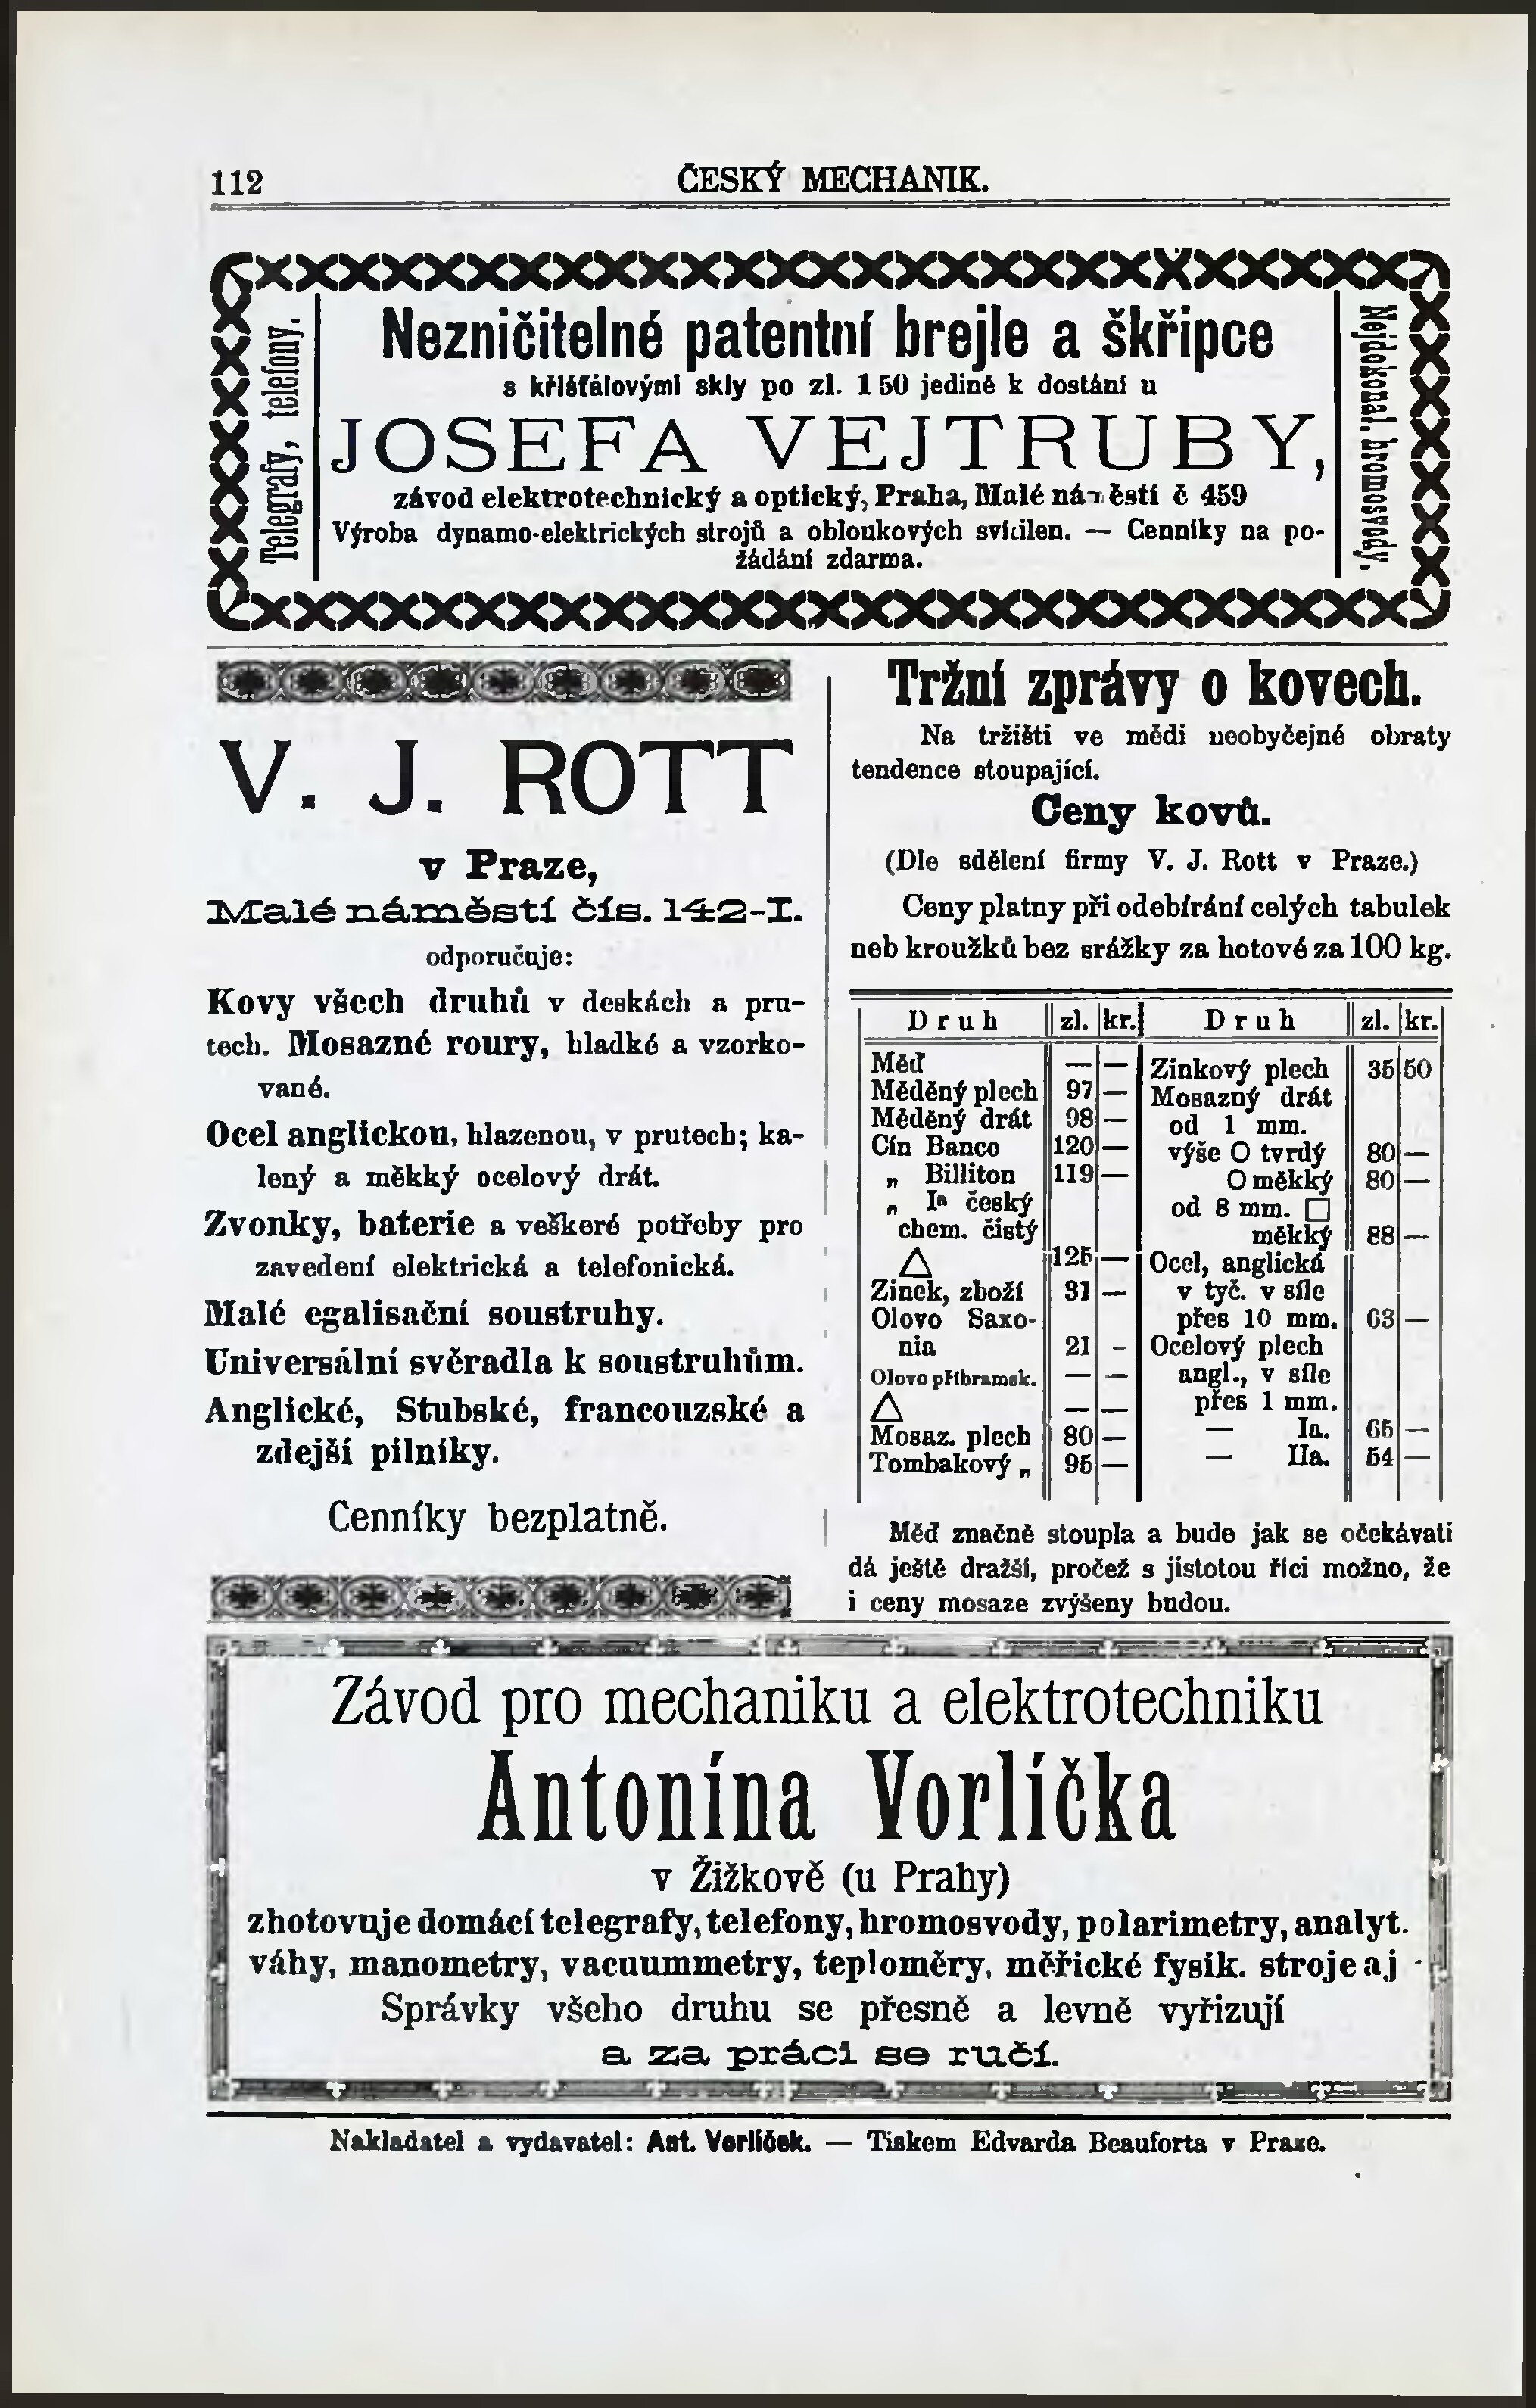 112
ČESKÝ MECHANIK.
Telegrafy, telefony.
Nezničitelné patentní brejle a škřipce
s křišťálovými skly po zl. 1 50 jedině k dostání u
JOSEFA VEJTRUBY,
závod elektrotechnický a optický, Praha, Malé náměstí č 459
Výroba dynamo-elektrických strojů a obloukových svítilen. — Cenníky na po-
žádání zdarma.
Nejdokonal. hromosvody.
V. J. ROTT
v Praze,
Malé náměstí čís. 142-I.
odporučuje:
Kovy všech druhů v deskách a pru-
tech. Mosazné roury, hladké a vzorko-
vané.
Ocel anglickou, hlazenou, v prutech; ka-
lený a měkký ocelový drát.
Zvonky, baterie a veškeré potřeby pro
zavedení elektrická a telefonická.
Malé egalisační soustruhy.
Universální svěradla k soustruhům.
Anglické, Stubské, francouzské a
zdejší pilníky.
Cenníky bezplatně.
Tržní zprávy o kovech.
Na tržišti ve mědi neobyčejné obraty
tendence stoupající.
Ceny kovů.
(Dle sdělení firmy V. J. Rott v Praze.)
Ceny platny při odebírání celých tabulek
neb kroužků bez srážky za hotové za 100 kg.
Druh zl. kr.
Měď — —
Měděný plech 97 —
Měděný drát 98 —
Cín Banco 120 —
„ Billiton 119 —
„ Ia český
chem. čistý
△ 125 —
Zinek, zboží 31 —
Olovo Saxo-
nia 21 -
Olovo příbramsk. — —
△ — —
Mosaz. plech 80 —
Tombakový „ 95 —
Druh zl. kr.
Zinkový plech 35 50
Mosazný drát
od 1 mm.
výše O tvrdý 80 —
O měkký 80 —
od 8 mm. □
měkký 88 —
Ocel, anglická
v tyč. v síle
přes 10 mm. 63 —
Ocelový plech
angl., v síle
přes 1 mm.
— Ia. 65 —
— IIa. 54 —
Měď značně stoupla a bude jak se očekávati
dá ještě dražší, pročež s jistotou říci možno, že
i ceny mosaze zvýšeny budou.
Závod pro mechaniku a elektrotechniku
Antonína Vorlíčka
v Žižkově (u Prahy)
zhotovuje domácí telegrafy, telefony, hromosvody, polarimetry, analyt.
váhy, manometry, vacuummetry, teploměry, měřické fysik. stroje aj.
Správky všeho druhu se přesně a levně vyřizují
a za práci se ručí.
Nakladatel a vydavatel: Ant. Vorlíček. — Tiskem Edvarda Beauforta v Praze.